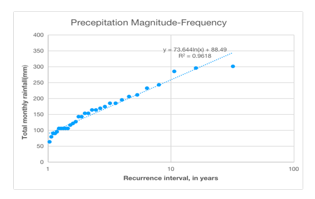 Precepitation Magnitude-Frequency
Total monthly rainfall(mm)
400
350
300
250
200
150
100
50
0
y = 73.644ln(x) + 88.49
R² = 0.9618
1
10
100
Recurrence interval, in years